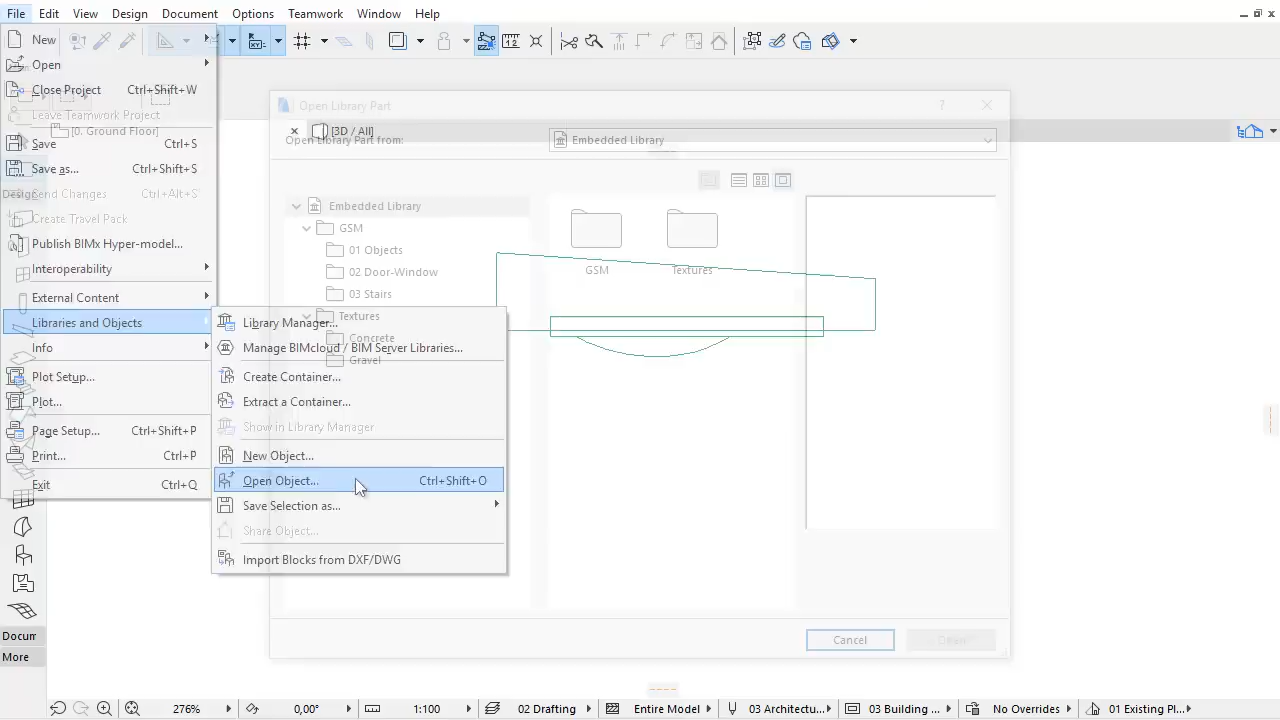 File Edit View Design Document Options Teamwork Window Help
New
Open
Close Project Ctrl+Shift+W
Leave Teamwork Project
[0. Ground Floor]
[3D / All]
Save Ctrl+S
Save as... Ctrl+Shift+S
Send Changes Ctrl+Alt+S
Create Travel Pack
Publish BIMx Hyper-model...
Interoperability
External Content
Libraries and Objects
Info
Plot Setup...
Plot...
Page Setup... Ctrl+Shift+P
Print... Ctrl+P
Exit Ctrl+Q
Library Manager...
Manage BIMcloud / BIM Server Libraries...
Create Container...
Extract a Container...
Show in Library Manager
New Object...
Open Object... Ctrl+Shift+O
Save Selection as...
Share Object...
Import Blocks from DXF/DWG
Open Library Part
Open Library Part from: Embedded Library
Embedded Library
GSM
01 Objects
02 Door-Window
03 Stairs
Textures
Concrete
Gravel
GSM Textures
Cancel Open
Docum
More
276% 0,00° 1:100 02 Drafting Entire Model 03 Architectu... 03 Building ... No Overrides 01 Existing Pl...